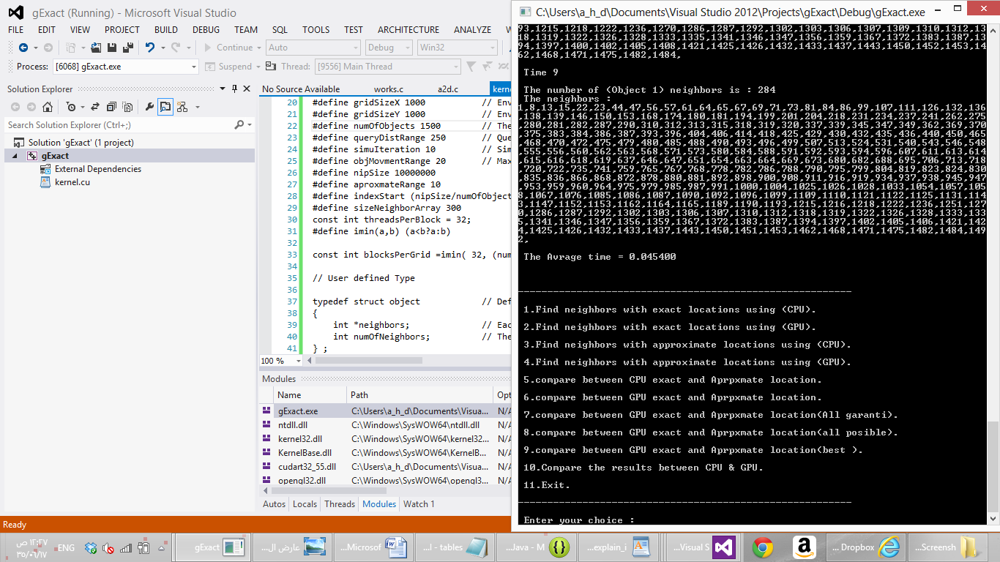 gExact (Running) - Microsoft Visual Studio
FILE EDIT VIEW PROJECT BUILD DEBUG TEAM SQL TOOLS TEST ARCHITECTURE ANALYZE
Continue Auto Debug Win32
Process: [6068] gExact.exe Suspend Thread: [9556] Main Thread
Solution Explorer
Search Solution Explorer (Ctrl+;)
Solution 'gExact' (1 project)
gExact
External Dependencies
kernel.cu
No Source Available works.c a2d.c kerne
20 #define gridSizeX 1000 // Env
21 #define gridSizeY 1000 // Env
22 #define numOfObjects 1500 // The
23 #define queryDistRange 250 // Que
24 #define simuIteration 10 // Sim
25 #define objMovmentRange 20 // Max
26 #define nipSize 10000000
27 #define aproxmateRange 10
28 #define indexStart (nipSize/numOfObject
29 #define sizeNeighborArray 300
30 const int threadsPerBlock = 32;
31 #define imin(a,b) (a<b?a:b)
32
33 const int blocksPerGrid =imin( 32, (num
34
35 // User defined Type
36
37 typedef struct object // Def
38 {
39 int *neighbors; // Eac
40 int numOfNeighbors; // The
41 } ;
100 %
Modules
Name Path Opt
gExact.exe C:\Users\a_h_d\Documents\Visua... N/A
ntdll.dll C:\Windows\SysWOW64\ntdll.dll N/A
kernel32.dll C:\Windows\SysWOW64\kernel32... N/A
KernelBase.dll C:\Windows\SysWOW64\KernelB... N/A
cudart32_55.dll C:\Users\a_h_d\Documents\Visua... N/A
opengl32.dll C:\Windows\SysWOW64\opengl3... N/A
Autos Locals Threads Modules Watch 1
Ready
C:\Users\a_h_d\Documents\Visual Studio 2012\Projects\gExact\Debug\gExact.exe
93,1215,1218,1222,1236,1270,1286,1287,1292,1302,1303,1306,1307,1309,1310,1312,13
18,1319,1322,1326,1328,1333,1335,1341,1346,1347,1356,1359,1367,1372,1383,1387,13
94,1397,1400,1402,1405,1408,1421,1425,1426,1432,1433,1437,1443,1450,1452,1453,14
62,1468,1471,1475,1482,1484,
Time 9
The number of (Object 1) neighbors is : 284
The neighbors :
1,8,13,15,22,23,44,47,56,57,61,64,65,67,69,71,73,81,84,86,99,107,111,126,132,136
,138,139,146,150,153,168,174,180,181,194,199,201,204,218,231,234,237,241,262,275
,280,281,282,287,290,310,312,313,315,318,319,320,337,339,345,347,349,362,369,370
,375,383,384,386,387,393,396,404,406,414,418,425,429,430,432,435,436,440,450,465
,468,470,472,475,479,480,485,488,490,493,496,499,507,513,524,531,540,543,546,548
,555,556,560,562,563,568,57,573,580,584,588,591,592,593,594,596,607,611,613,614
,615,616,618,619,637,646,647,651,654,663,664,669,673,680,682,688,695,706,713,718
,720,722,735,741,759,765,767,768,778,782,786,788,790,795,799,804,819,823,824,830
,835,836,866,868,872,878,880,881,892,898,900,908,911,916,919,934,937,938,945,947
,953,959,960,964,975,979,985,987,991,1000,1004,1025,1026,1028,1033,1054,1057,105
8,1067,1076,1085,1086,1087,1090,1092,1096,1099,1109,1110,1121,1122,1125,1131,114
3,1147,1152,1153,1162,1164,1165,1189,1190,1193,1215,1216,1218,1222,1236,1251,127
0,1286,1287,1292,1302,1303,1306,1307,1310,1312,1318,1319,1322,1326,1328,1333,133
5,1341,1346,1347,1356,1359,1367,1372,1383,1387,1394,1397,1402,1405,1406,1421,142
4,1425,1426,1432,1433,1437,1443,1450,1451,1453,1462,1468,1471,1475,1482,1484,149
2,
The Avrage time = 0.045400
1.Find neighbors with exact locations using (CPU).
2.Find neighbors with exact locations using (GPU).
3.Find neighbors with approximate locations using (CPU).
4.Find neighbors with approximate locations using (GPU).
5.compare between CPU exact and Aprpxmate location.
6.compare between GPU exact and Aprpxmate location.
7.compare between GPU exact and Aprpxmate location(All garanti).
8.compare between GPU exact and Aprpxmate location(all posible).
9.compare between GPU exact and Aprpxmate location(best ).
10.Compare the results between CPU & GPU.
11.Exit.
Enter your choice :
١٢:٢٧ ص ENG gExact ...عارض ال ...Microsof ...ا - tables ...Java - M ...explain_i ...Visual S ...Dropbox ...Screensh
٣٥/٠٦/١٧